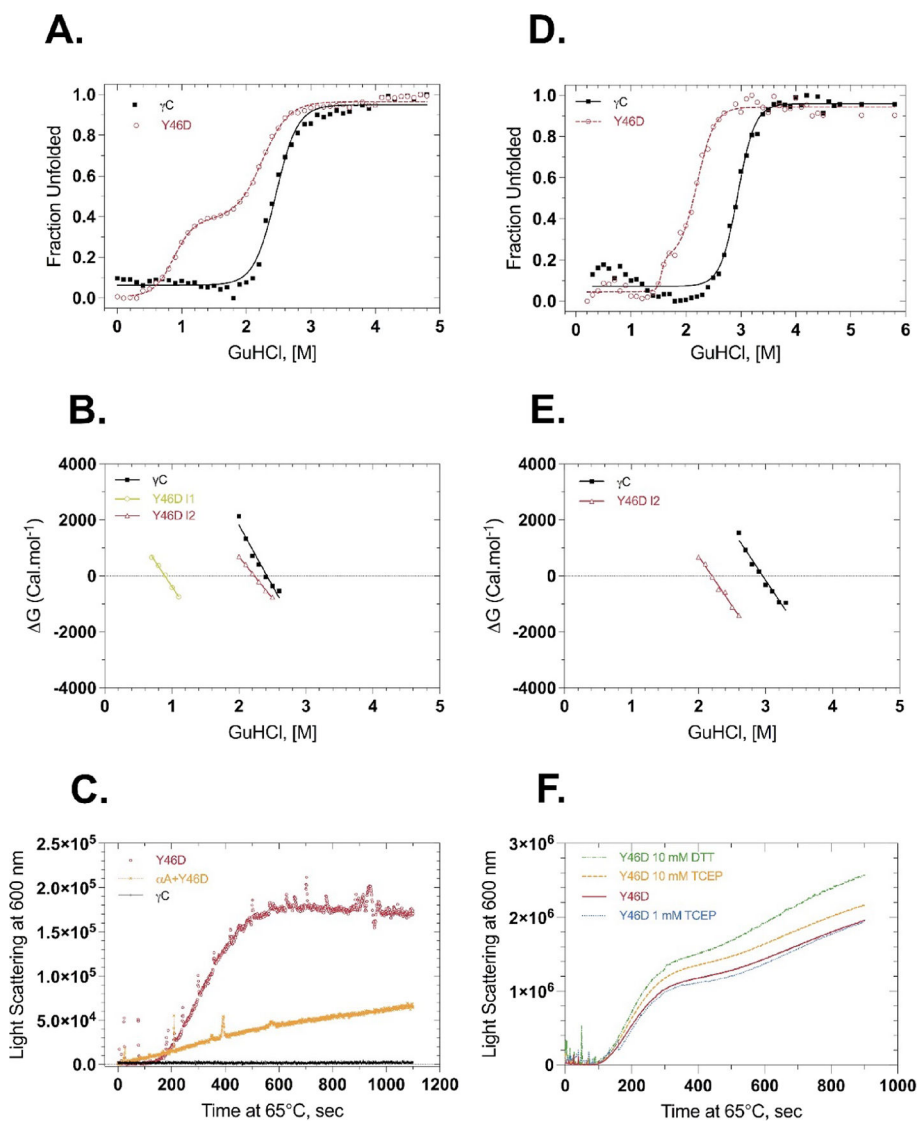 A.
γC
Y46D
1.0
0.8
0.6
0.4
0.2
0.0
Fraction Unfolded
0 1 2 3 4 5
GuHCl, [M]
D.
γC
Y46D
1.0
0.8
0.6
0.4
0.2
0.0
Fraction Unfolded
0 1 2 3 4 5 6
GuHCl, [M]
B.
γC
Y46D I1
Y46D I2
4000
2000
0
-2000
-4000
ΔG (Cal.mol-1)
0 1 2 3 4 5
GuHCl, [M]
E.
γC
Y46D I2
4000
2000
0
-2000
-4000
ΔG (Cal.mol-1)
0 1 2 3 4 5
GuHCl, [M]
C.
Y46D
αA+Y46D
γC
2.5×10⁵
2.0×10⁵
1.5×10⁵
1.0×10⁵
5.0×10⁴
0.0
Light Scattering at 600 nm
0 200 400 600 800 1000 1200
Time at 65°C, sec
F.
Y46D 10 mM DTT
Y46D 10 mM TCEP
Y46D
Y46D 1 mM TCEP
3×10⁶
2×10⁶
1×10⁶
0
Light Scattering at 600 nm
0 200 400 600 800 1000
Time at 65°C, sec